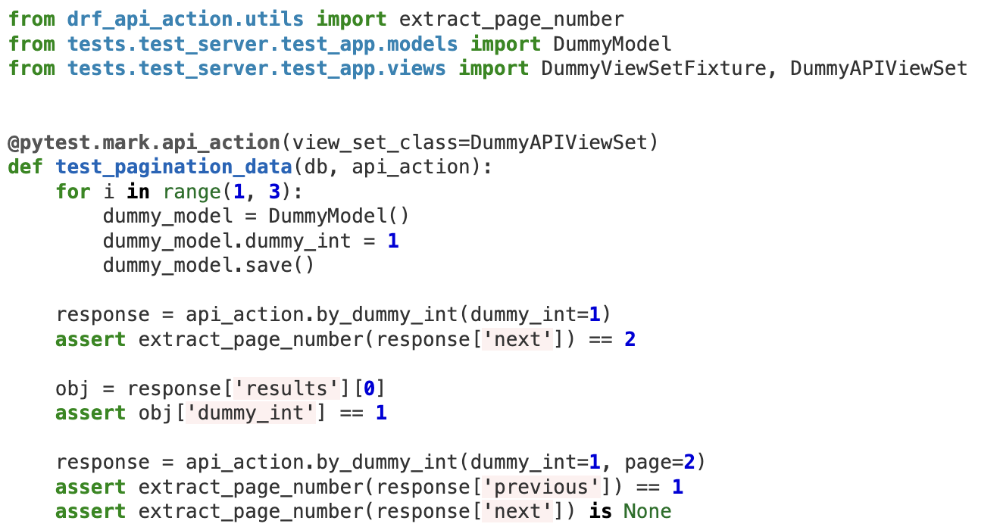 from drf_api_action.utils import extract_page_number
from tests.test_server.test_app.models import DummyModel
from tests.test_server.test_app.views import DummyViewSetFixture, DummyAPIViewSet


@pytest.mark.api_action(view_set_class=DummyAPIViewSet)
def test_pagination_data(db, api_action):
    for i in range(1, 3):
        dummy_model = DummyModel()
        dummy_model.dummy_int = 1
        dummy_model.save()

    response = api_action.by_dummy_int(dummy_int=1)
    assert extract_page_number(response['next']) == 2

    obj = response['results'][0]
    assert obj['dummy_int'] == 1

    response = api_action.by_dummy_int(dummy_int=1, page=2)
    assert extract_page_number(response['previous']) == 1
    assert extract_page_number(response['next']) is None